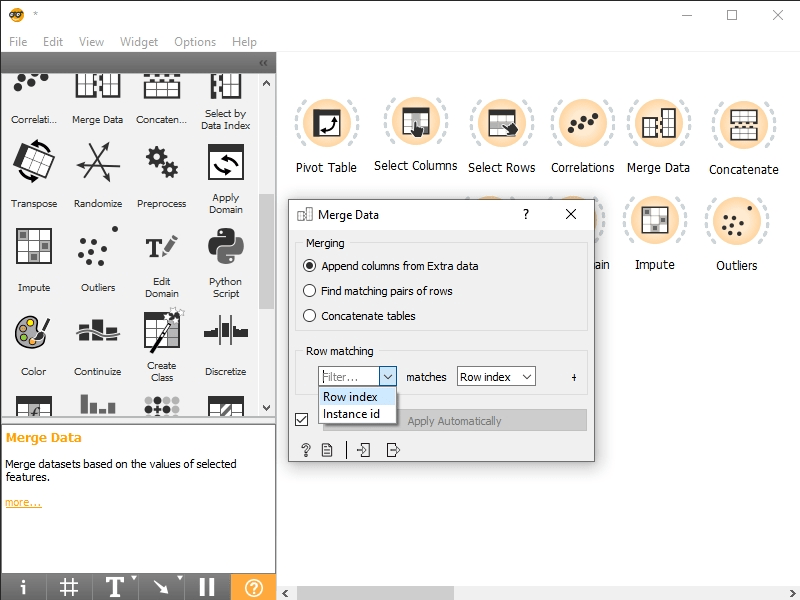 *
File Edit View Widget Options Help
Correlati... Merge Data Concaten... Select by
Data Index
Transpose Randomize Preprocess Apply
Domain
Impute Outliers Edit
Domain Python
Script
Color Continuize Create
Class Discretize
Merge Data
Merge datasets based on the values of selected
features.
more...
Pivot Table Select Columns Select Rows Correlations Merge Data Concatenate
ain Impute Outliers
Merge Data ?
Merging
Append columns from Extra data
Find matching pairs of rows
Concatenate tables
Row matching
Filter... matches Row index +
Row index
Instance id
Apply Automatically